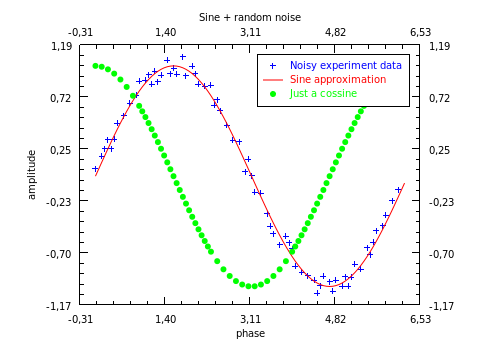 Sine + random noise
-0,31 1,40 3,11 4,82 6,53
1,19 1,19
Noisy experiment data
Sine approximation
Just a cossine
0,72 0,72
0,25 0,25
amplitude
-0,23 -0,23
-0,70 -0,70
-1,17 -1,17
-0,31 1,40 3,11 4,82 6,53
phase